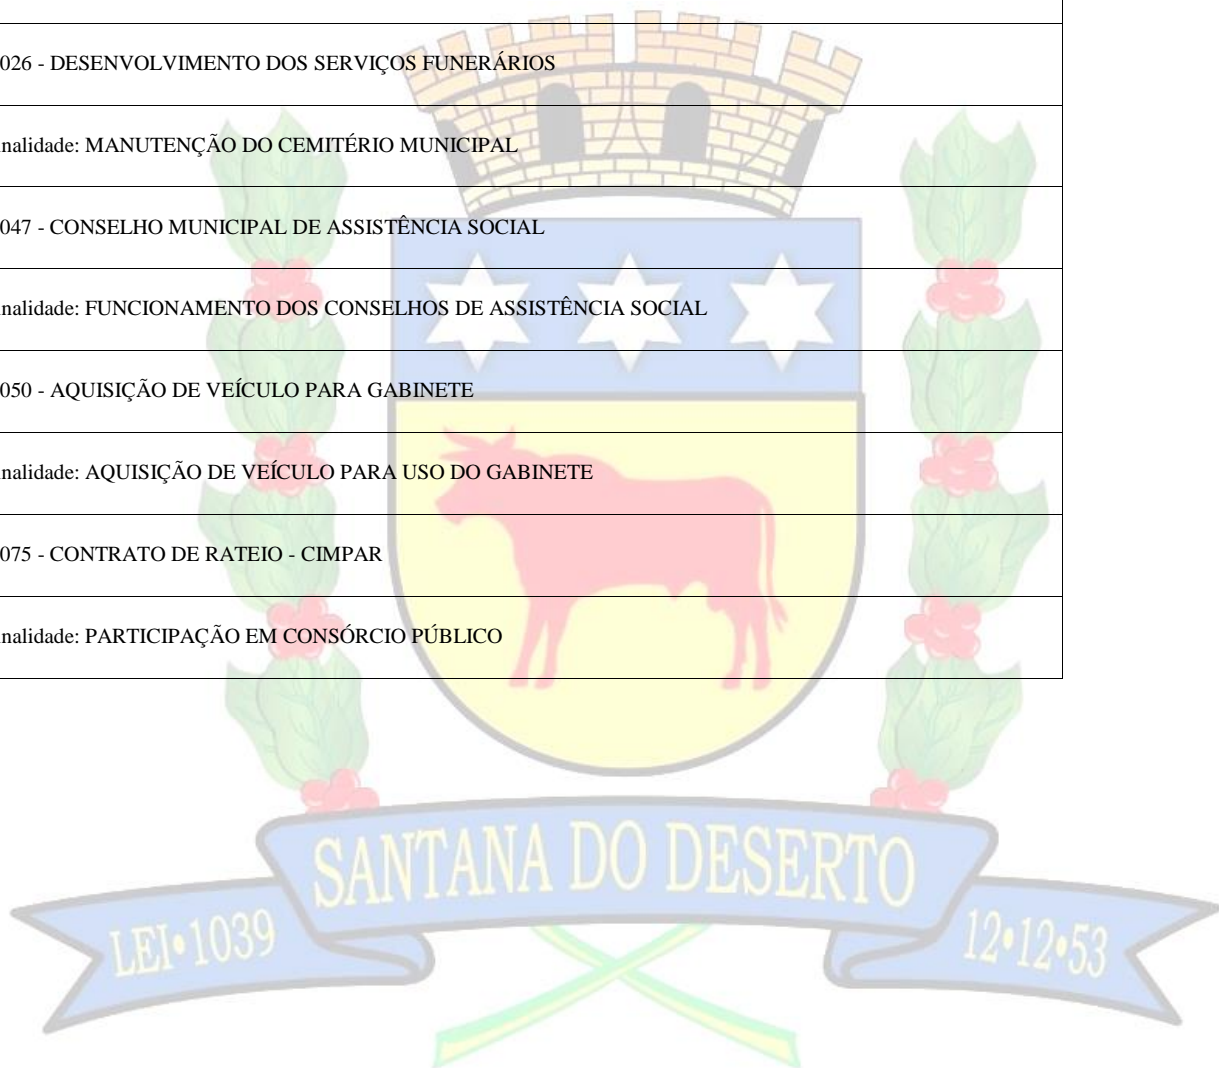 026 - DESENVOLVIMENTO DOS SERVIÇOS FUNERÁRIOS
nalidade: MANUTENÇÃO DO CEMITÉRIO MUNICIPAL
047 - CONSELHO MUNICIPAL DE ASSISTÊNCIA SOCIAL
nalidade: FUNCIONAMENTO DOS CONSELHOS DE ASSISTÊNCIA SOCIAL
050 - AQUISIÇÃO DE VEÍCULO PARA GABINETE
nalidade: AQUISIÇÃO DE VEÍCULO PARA USO DO GABINETE
075 - CONTRATO DE RATEIO - CIMPAR
nalidade: PARTICIPAÇÃO EM CONSÓRCIO PÚBLICO
SANTANA DO DESERTO
LEI•1039
12•12•53